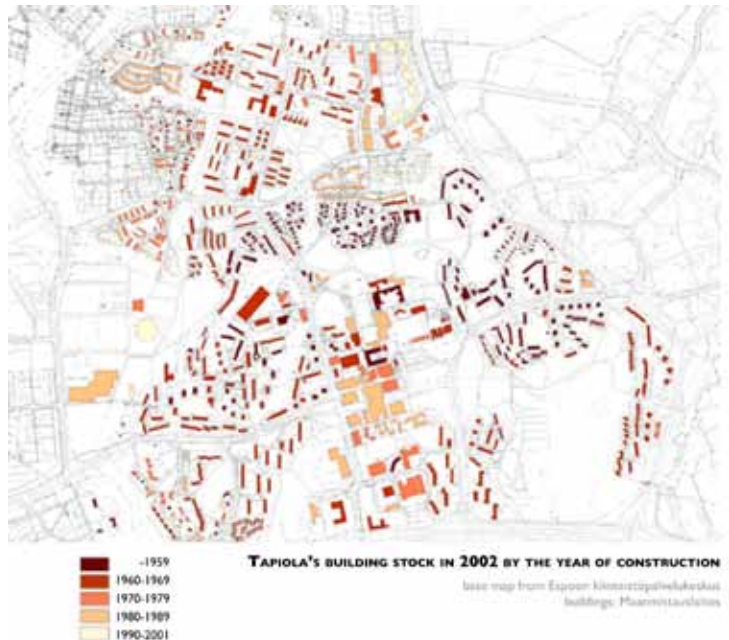 -1959
1960-1969
1970-1979
1980-1989
1990-2001
TAPIOLA'S BUILDING STOCK IN 2002 BY THE YEAR OF CONSTRUCTION
base map from Espoon kiinteistöpalvelukeskus
buildings: Maanmittauslaitos